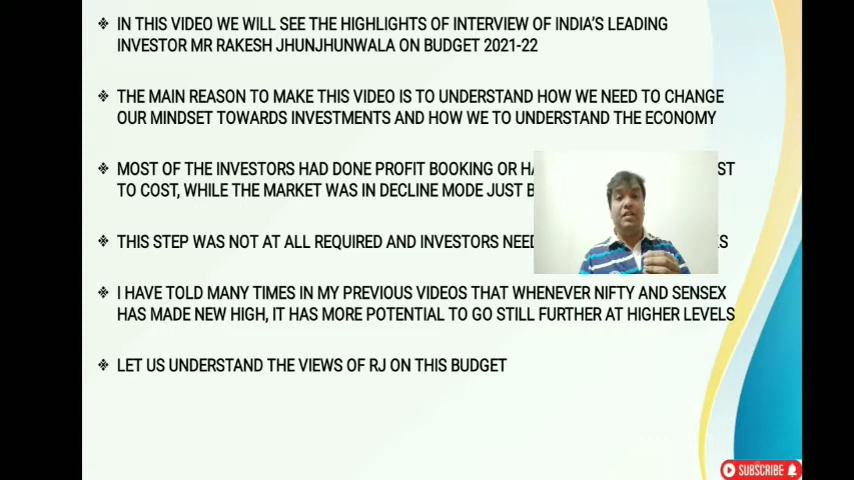 ❖ IN THIS VIDEO WE WILL SEE THE HIGHLIGHTS OF INTERVIEW OF INDIA'S LEADING
INVESTOR MR RAKESH JHUNJHUNWALA ON BUDGET 2021-22
❖ THE MAIN REASON TO MAKE THIS VIDEO IS TO UNDERSTAND HOW WE NEED TO CHANGE
OUR MINDSET TOWARDS INVESTMENTS AND HOW WE TO UNDERSTAND THE ECONOMY
❖ MOST OF THE INVESTORS HAD DONE PROFIT BOOKING OR
TO COST, WHILE THE MARKET WAS IN DECLINE MODE JUST
❖ THIS STEP WAS NOT AT ALL REQUIRED AND INVESTORS
❖ I HAVE TOLD MANY TIMES IN MY PREVIOUS VIDEOS THAT WHENEVER NIFTY AND SENSEX
HAS MADE NEW HIGH, IT HAS MORE POTENTIAL TO GO STILL FURTHER AT HIGHER LEVELS
❖ LET US UNDERSTAND THE VIEWS OF RJ ON THIS BUDGET
SUBSCRIBE